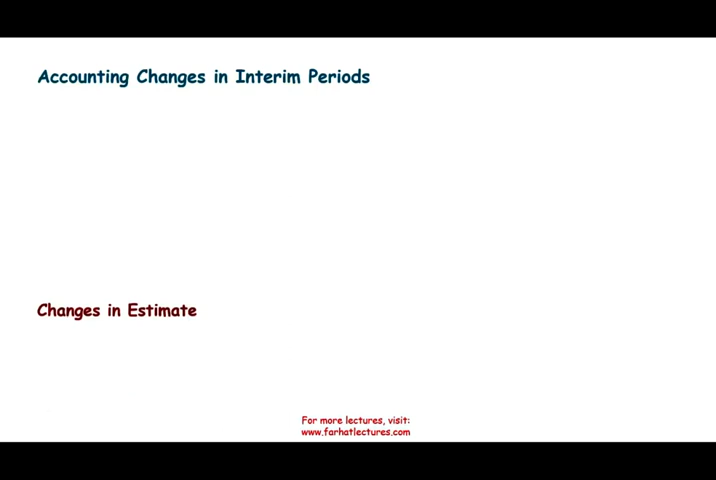 Accounting Changes in Interim Periods
Changes in Estimate
For more lectures, visit:
www.farhatlectures.com